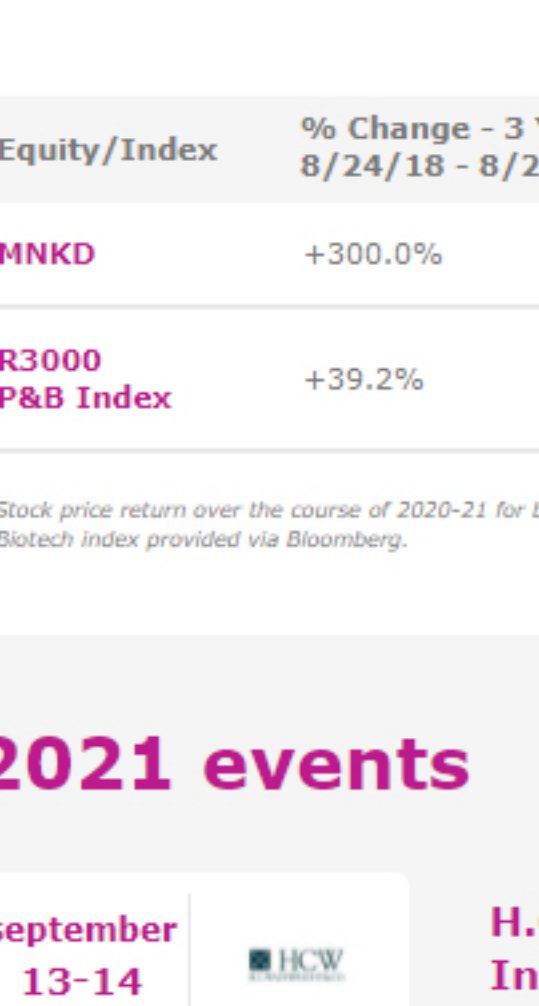 Equity/Index
% Change - 3
8/24/18 - 8/2
MNKD
+300.0%
R3000
P&B Index
+39.2%
Stock price return over the course of 2020-21 for
Biotech index provided via Bloomberg.
2021 events
september
13-14
HCW
H.
In